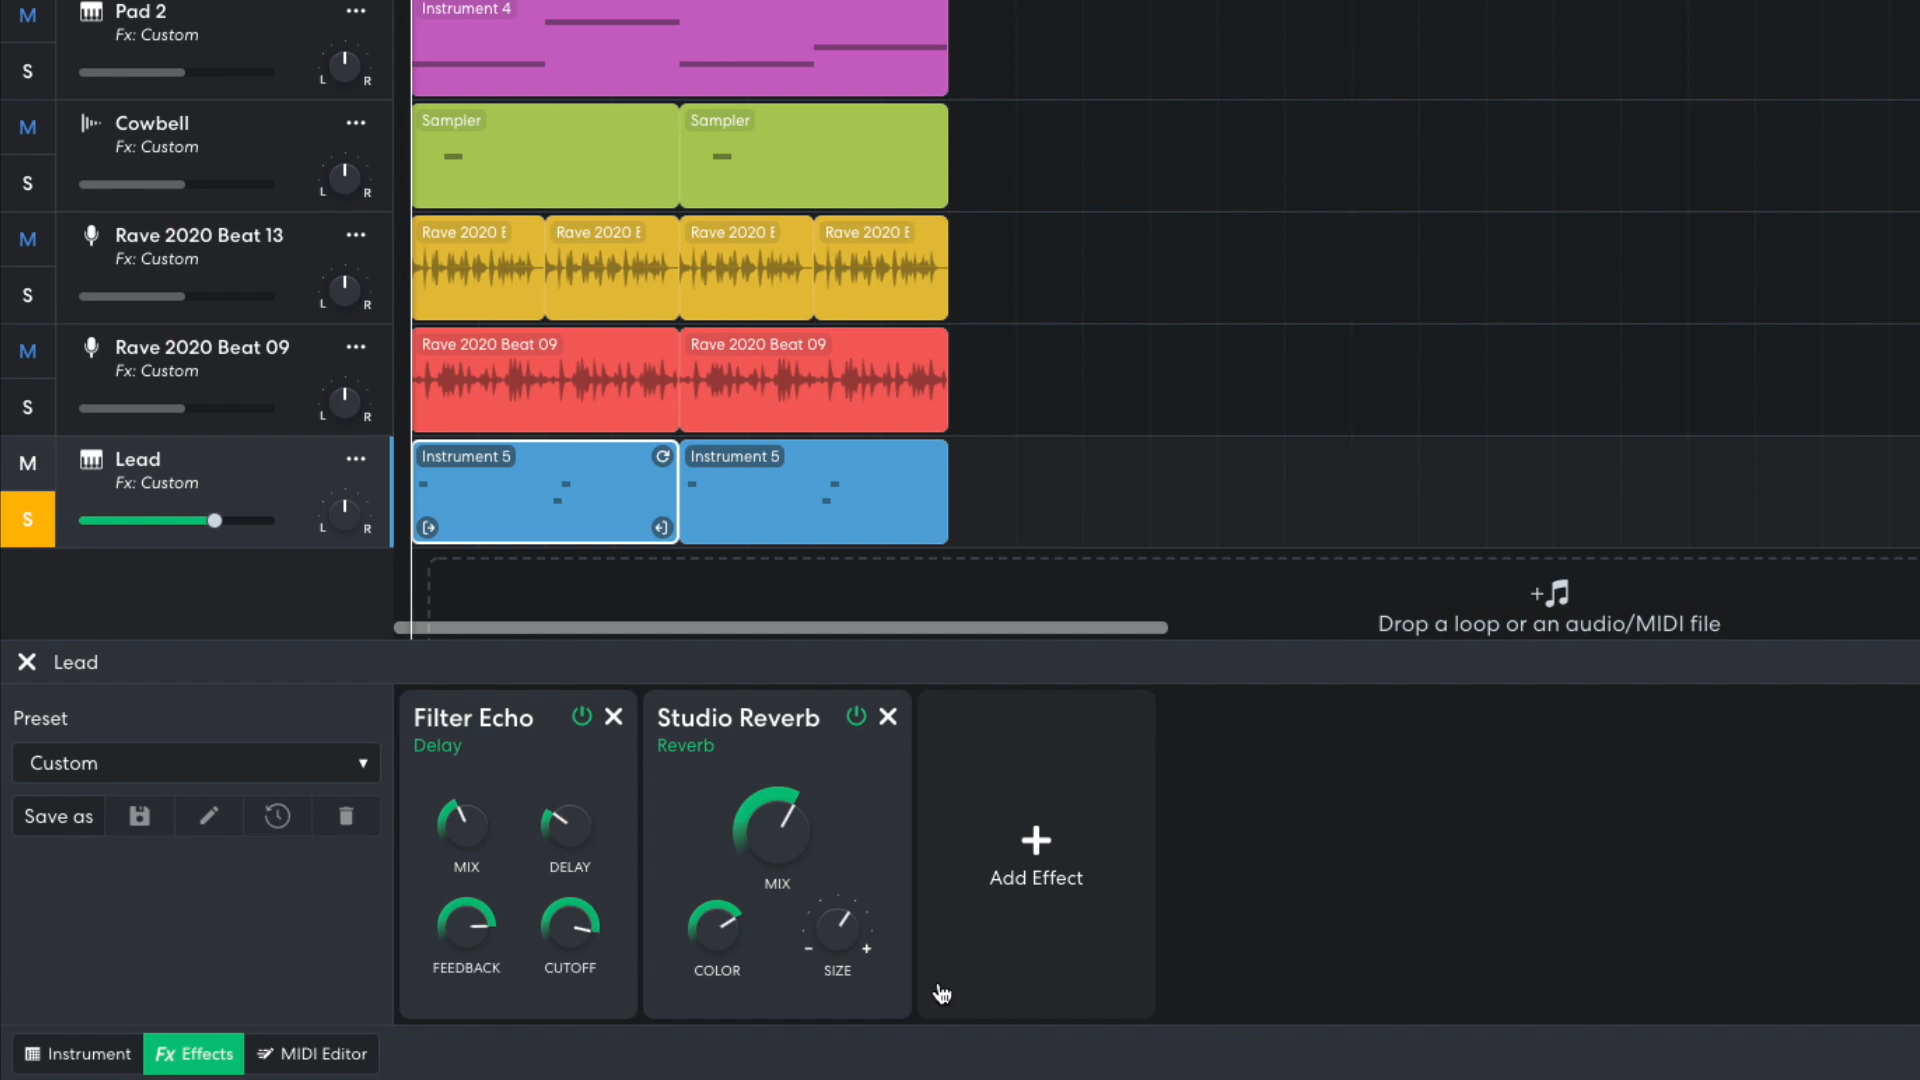 M
Pad 2
Fx: Custom
S
L
R
Instrument 4
M
Cowbell
Fx: Custom
S
L
R
Sampler
Sampler
M
Rave 2020 Beat 13
Fx: Custom
S
L
R
Rave 2020 B
Rave 2020 B
Rave 2020 B
Rave 2020 B
M
Rave 2020 Beat 09
Fx: Custom
S
L
R
Rave 2020 Beat 09
Rave 2020 Beat 09
M
Lead
Fx: Custom
S
L
R
Instrument 5
Instrument 5
Drop a loop or an audio/MIDI file
Lead
Preset
Custom
Save as
Filter Echo
Delay
MIX
DELAY
FEEDBACK
CUTOFF
Studio Reverb
Reverb
MIX
COLOR
SIZE
Add Effect
Instrument
Fx Effects
MIDI Editor